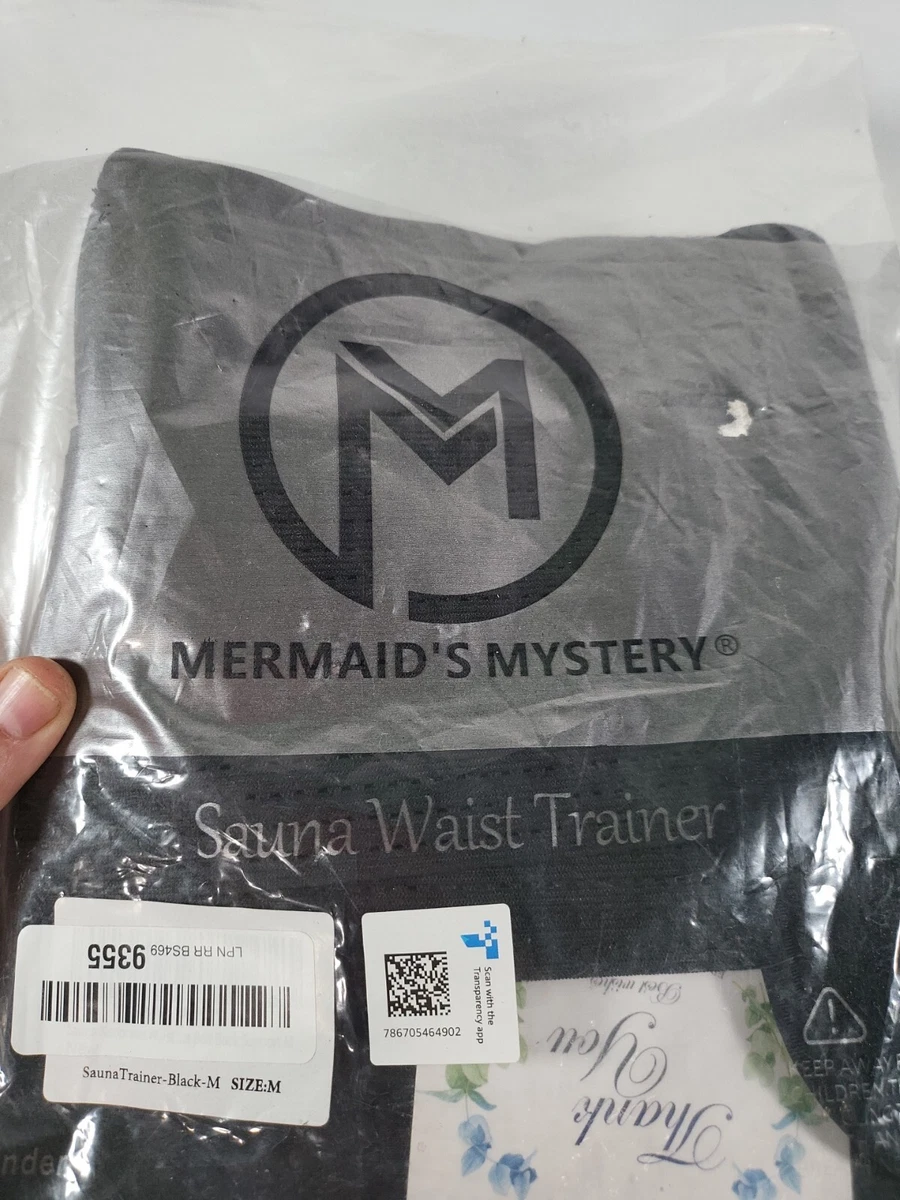 MERMAID'S MYSTERY®
Sauna Waist Trainer
LPN RR BS469 9355
SaunaTrainer-Black-M SIZE:M
Scan with the
Transparency app
786705464902
Best wishes
Thank
You
KEEP AWAY